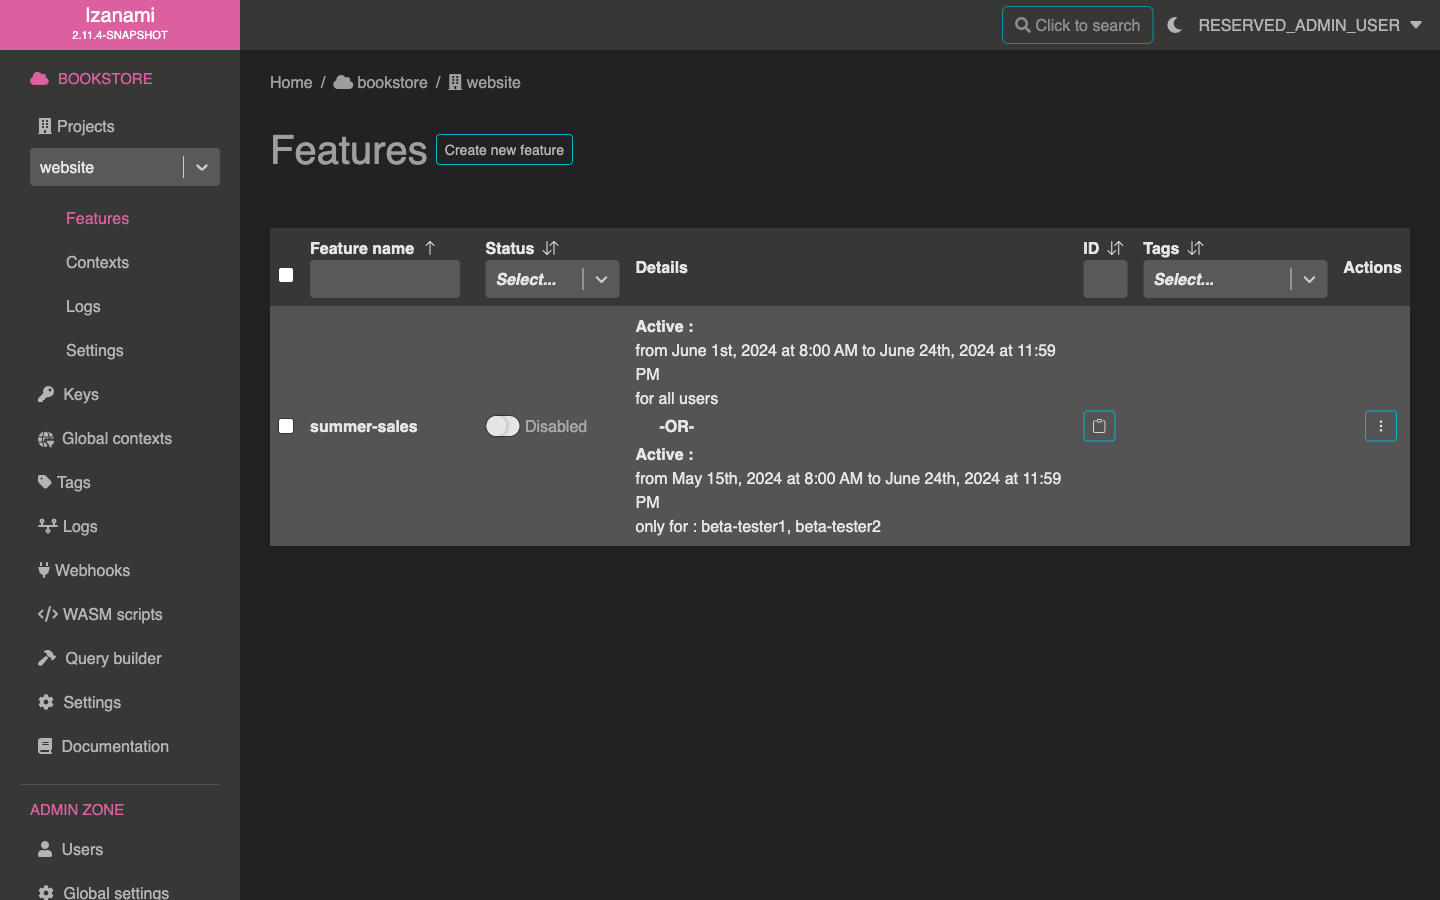 Izanami
2.11.4-SNAPSHOT
Click to search
RESERVED_ADMIN_USER
BOOKSTORE
Projects
website
Features
Contexts
Logs
Settings
Keys
Global contexts
Tags
Logs
Webhooks
WASM scripts
Query builder
Settings
Documentation
ADMIN ZONE
Users
Global settings
Home / bookstore / website
Features
Create new feature
Feature name
Status
Select...
Details
ID
Tags
Select...
Actions
summer-sales
Disabled
Active :
from June 1st, 2024 at 8:00 AM to June 24th, 2024 at 11:59
PM
for all users
-OR-
Active :
from May 15th, 2024 at 8:00 AM to June 24th, 2024 at 11:59
PM
only for : beta-tester1, beta-tester2